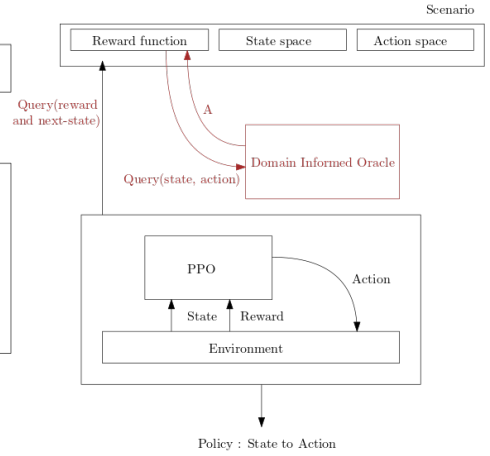 Scenario
Reward function
State space
Action space
Query(reward
and next-state)
A
Domain Informed Oracle
Query(state, action)
PPO
Action
State
Reward
Environment
Policy : State to Action